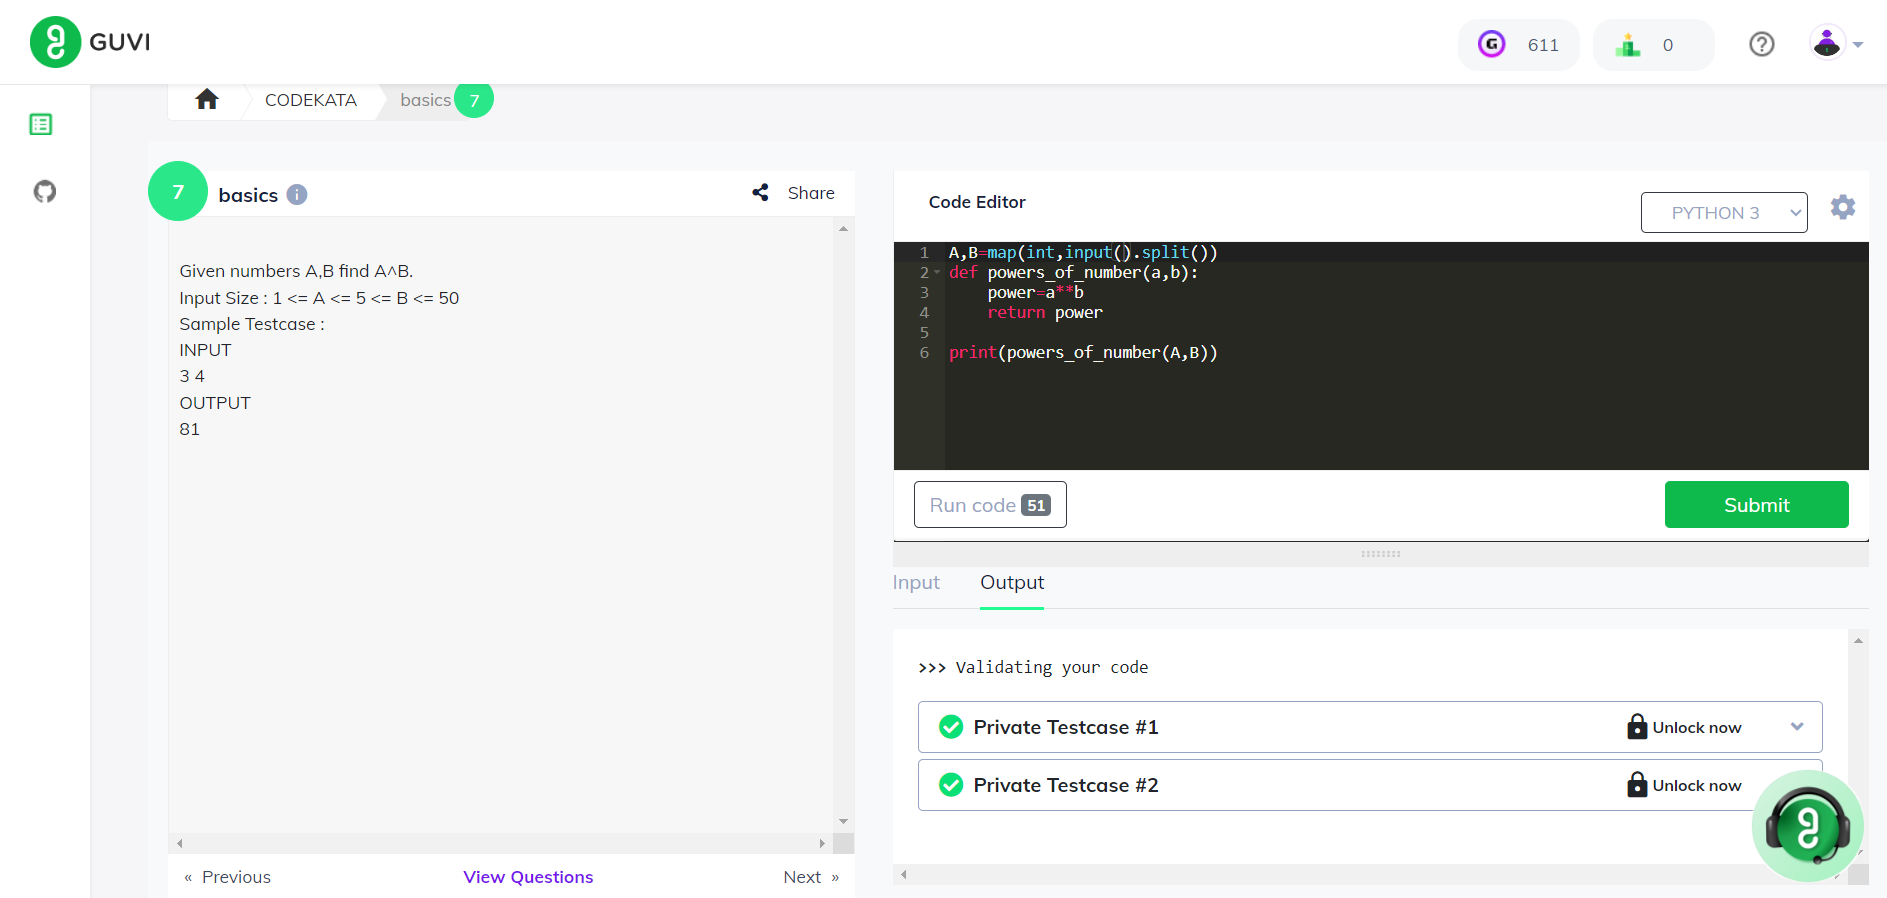 GUVI
611
0
CODEKATA
basics 7
7 basics
Share
Given numbers A,B find A^B.
Input Size : 1 <= A <= 5 <= B <= 50
Sample Testcase :
INPUT
3 4
OUTPUT
81
« Previous
View Questions
Next »
Code Editor
PYTHON 3
1 A,B=map(int,input().split())
2 def powers_of_number(a,b):
3     power=a**b
4     return power
5
6 print(powers_of_number(A,B))
Run code 51
Submit
Input
Output
>>> Validating your code
Private Testcase #1
Unlock now
Private Testcase #2
Unlock now